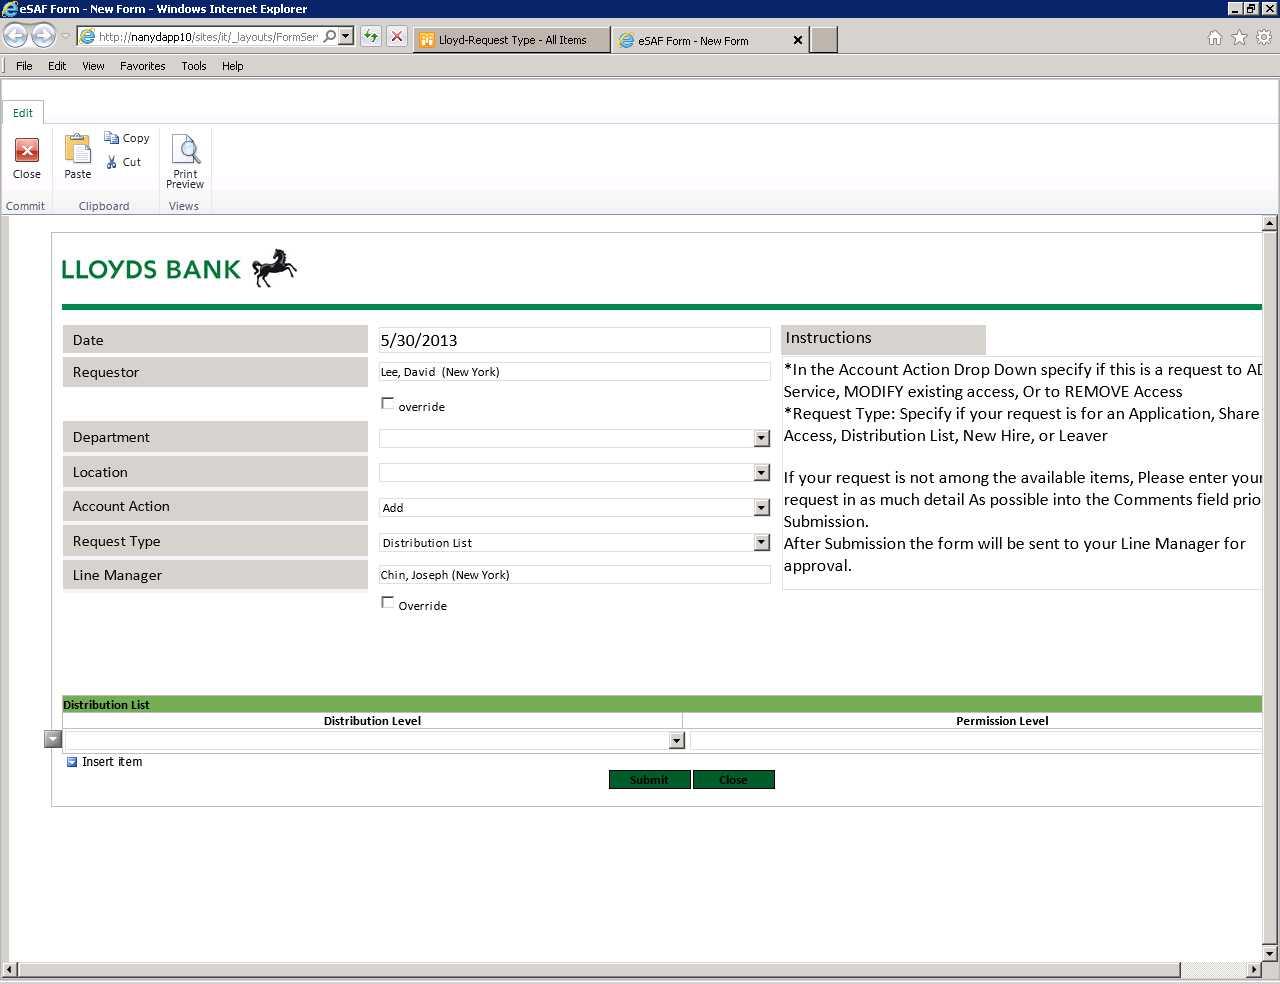 eSAF Form - New Form - Windows Internet Explorer
http://nanydapp10/sites/it/_layouts/FormSer
Lloyd-Request Type - All Items
eSAF Form - New Form
File Edit View Favorites Tools Help
Edit
Close
Paste
Copy
Cut
Print
Preview
Commit
Clipboard
Views
LLOYDS BANK
Date
5/30/2013
Requestor
Lee, David (New York)
override
Department
Location
Account Action
Add
Request Type
Distribution List
Line Manager
Chin, Joseph (New York)
Override
Instructions
*In the Account Action Drop Down specify if this is a request to AD
Service, MODIFY existing access, Or to REMOVE Access
*Request Type: Specify if your request is for an Application, Share
Access, Distribution List, New Hire, or Leaver
If your request is not among the available items, Please enter your
request in as much detail As possible into the Comments field prio
Submission.
After Submission the form will be sent to your Line Manager for
approval.
Distribution List
Distribution Level
Permission Level
Insert item
Submit
Close